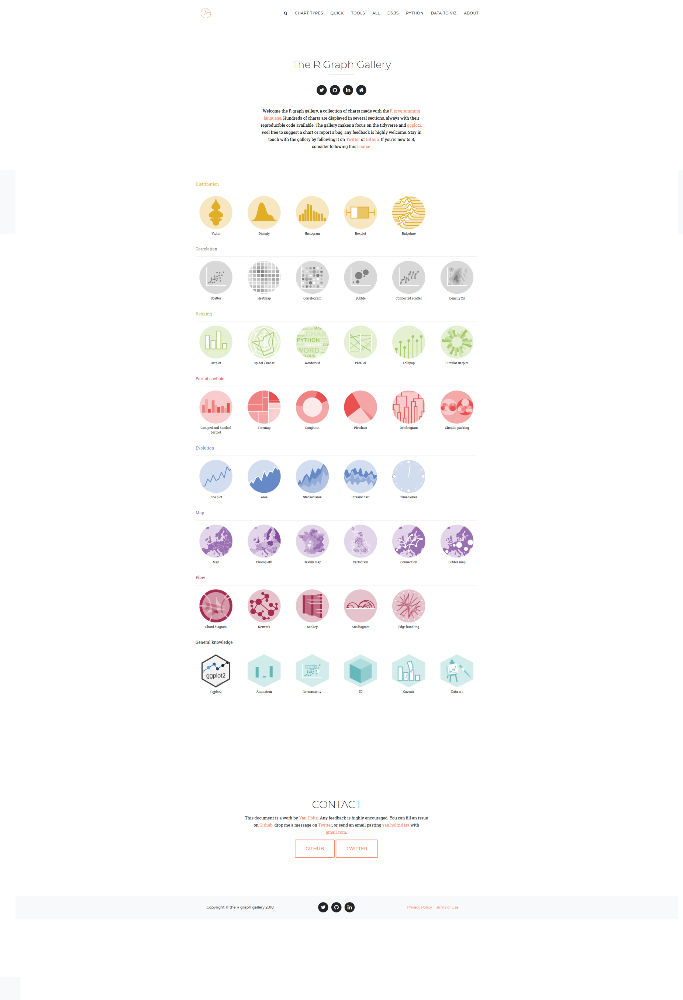 CHART TYPES QUICK TOOLS ALL D3.JS PYTHON DATA TO VIZ ABOUT
The R Graph Gallery
Welcome the R graph gallery, a collection of charts made with the R programming
language. Hundreds of charts are displayed in several sections, always with their
reproducible code available. The gallery makes a focus on the tidyverse and ggplot2.
Feel free to suggest a chart or report a bug; any feedback is highly welcome. Stay in
touch with the gallery by following it on Twitter or Github. If you're new to R,
consider following this course.
Distribution
Violin Density Histogram Boxplot Ridgeline
Correlation
Scatter Heatmap Correlogram Bubble Connected scatter Density 2d
Ranking
MAP
CHAR
PYTHON
GALLERY CO
WORD DAT
CLOUD
Barplot Spider / Radar Wordcloud Parallel Lollipop Circular Barplot
Part of a whole
Grouped and Stacked
barplot
Treemap Doughnut Pie chart Dendrogram Circular packing
Evolution
Line plot Area Stacked area Streamchart Time Series
Map
Map Choropleth Hexbin map Cartogram Connection Bubble map
Flow
Chord diagram Network Sankey Arc diagram Edge bundling
General knowledge
ggplot2
Ggplot2 Animation Interactivity 3D Caveats Data art
CONTACT
This document is a work by Yan Holtz. Any feedback is highly encouraged. You can fill an issue
on Github, drop me a message on Twitter, or send an email pasting yan.holtz.data with
gmail.com.
GITHUB TWITTER
Copyright © the R graph gallery 2018
in
Privacy Policy Terms of Use